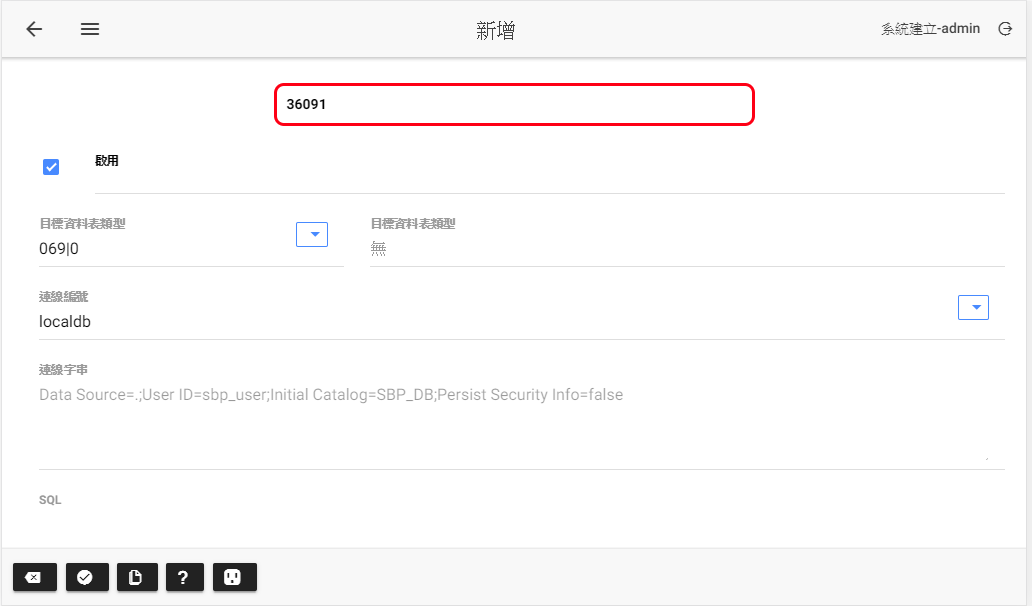 新增
系統建立-admin
36091
啟用
目標資料表類型
069|0
目標資料表類型
無
連線編號
localdb
連線字串
Data Source=.;User ID=sbp_user;Initial Catalog=SBP_DB;Persist Security Info=false
SQL